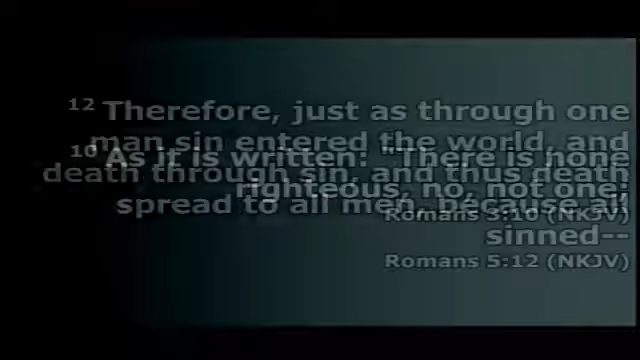 12 Therefore, just as through one
man sin entered the world, and
death through sin, and thus death
spread to all men, because all
sinned--
Romans 5:12 (NKJV)
10 As it is written: "There is none
righteous, no, not one;
Romans 3:10 (NKJV)